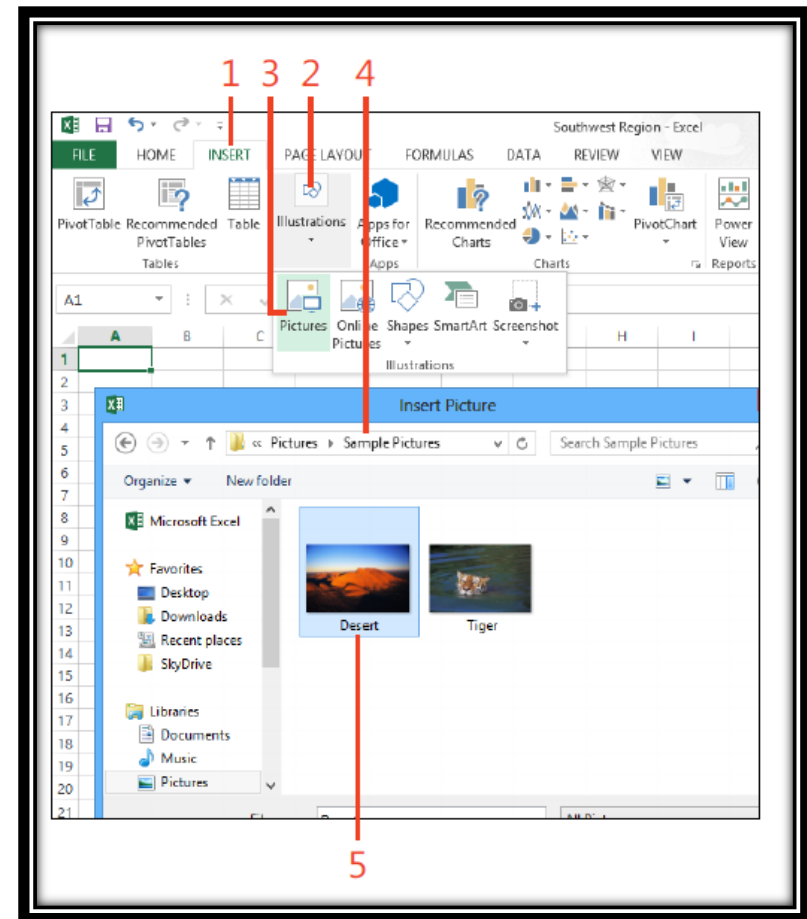 1 3 2 4
Southwest Region - Excel
FILE HOME INSERT PAGE LAYOUT FORMULAS DATA REVIEW VIEW
PivotTable Recommended PivotTables Table Illustrations Apps for Office Recommended Charts PivotChart Power View
Tables Apps Charts Reports
A1
Pictures Online Pictures Shapes SmartArt Screenshot
Illustrations
A B C H I
1
2
3
Insert Picture
4
5
Pictures Sample Pictures Search Sample Pictures
6
Organize New folder
7
8
Microsoft Excel
9
10
Favorites
11
Desktop
12
Downloads
13
Recent places
Desert Tiger
14
SkyDrive
15
16
17
Libraries
18
Documents
19
Music
20
Pictures
21
5